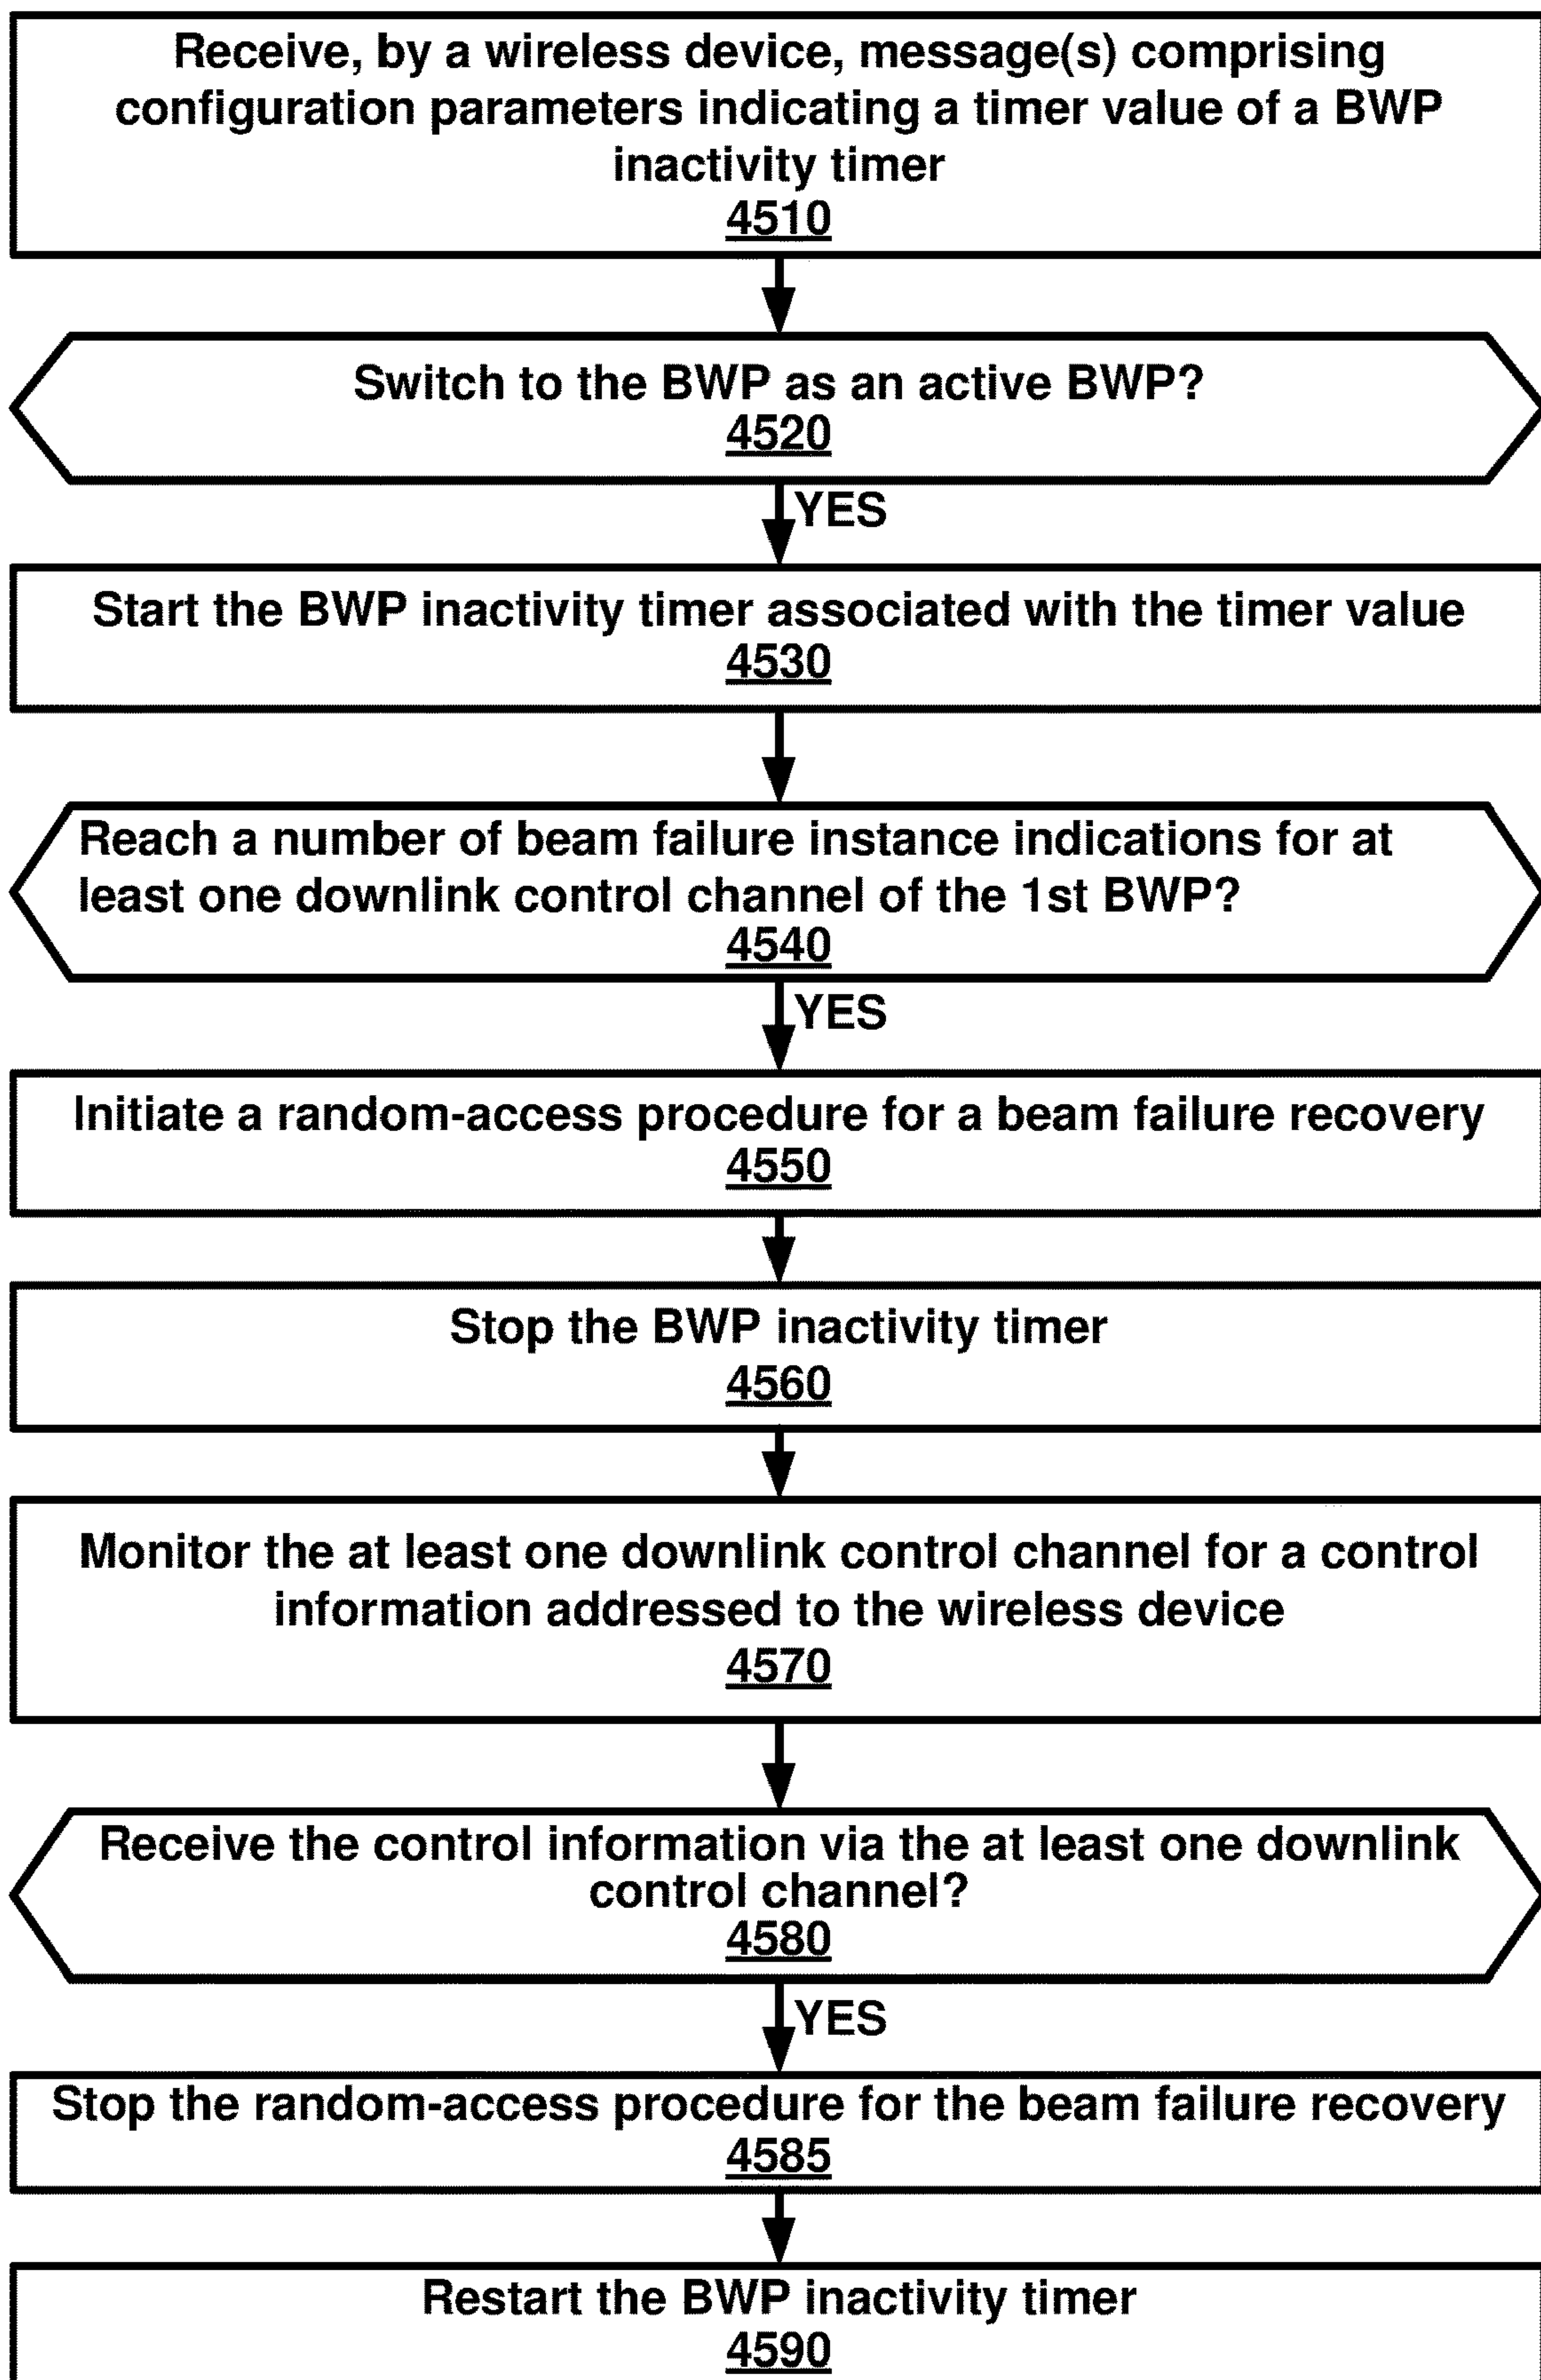 Receive, by a wireless device, message(s) comprising
configuration parameters indicating a timer value of a BWP
inactivity timer
4510
Switch to the BWP as an active BWP?
4520
YES
Start the BWP inactivity timer associated with the timer value
4530
Reach a number of beam failure instance indications for at
least one downlink control channel of the 1st BWP?
4540
YES
Initiate a random-access procedure for a beam failure recovery
4550
Stop the BWP inactivity timer
4560
Monitor the at least one downlink control channel for a control
information addressed to the wireless device
4570
Receive the control information via the at least one downlink
control channel?
4580
YES
Stop the random-access procedure for the beam failure recovery
4585
Restart the BWP inactivity timer
4590